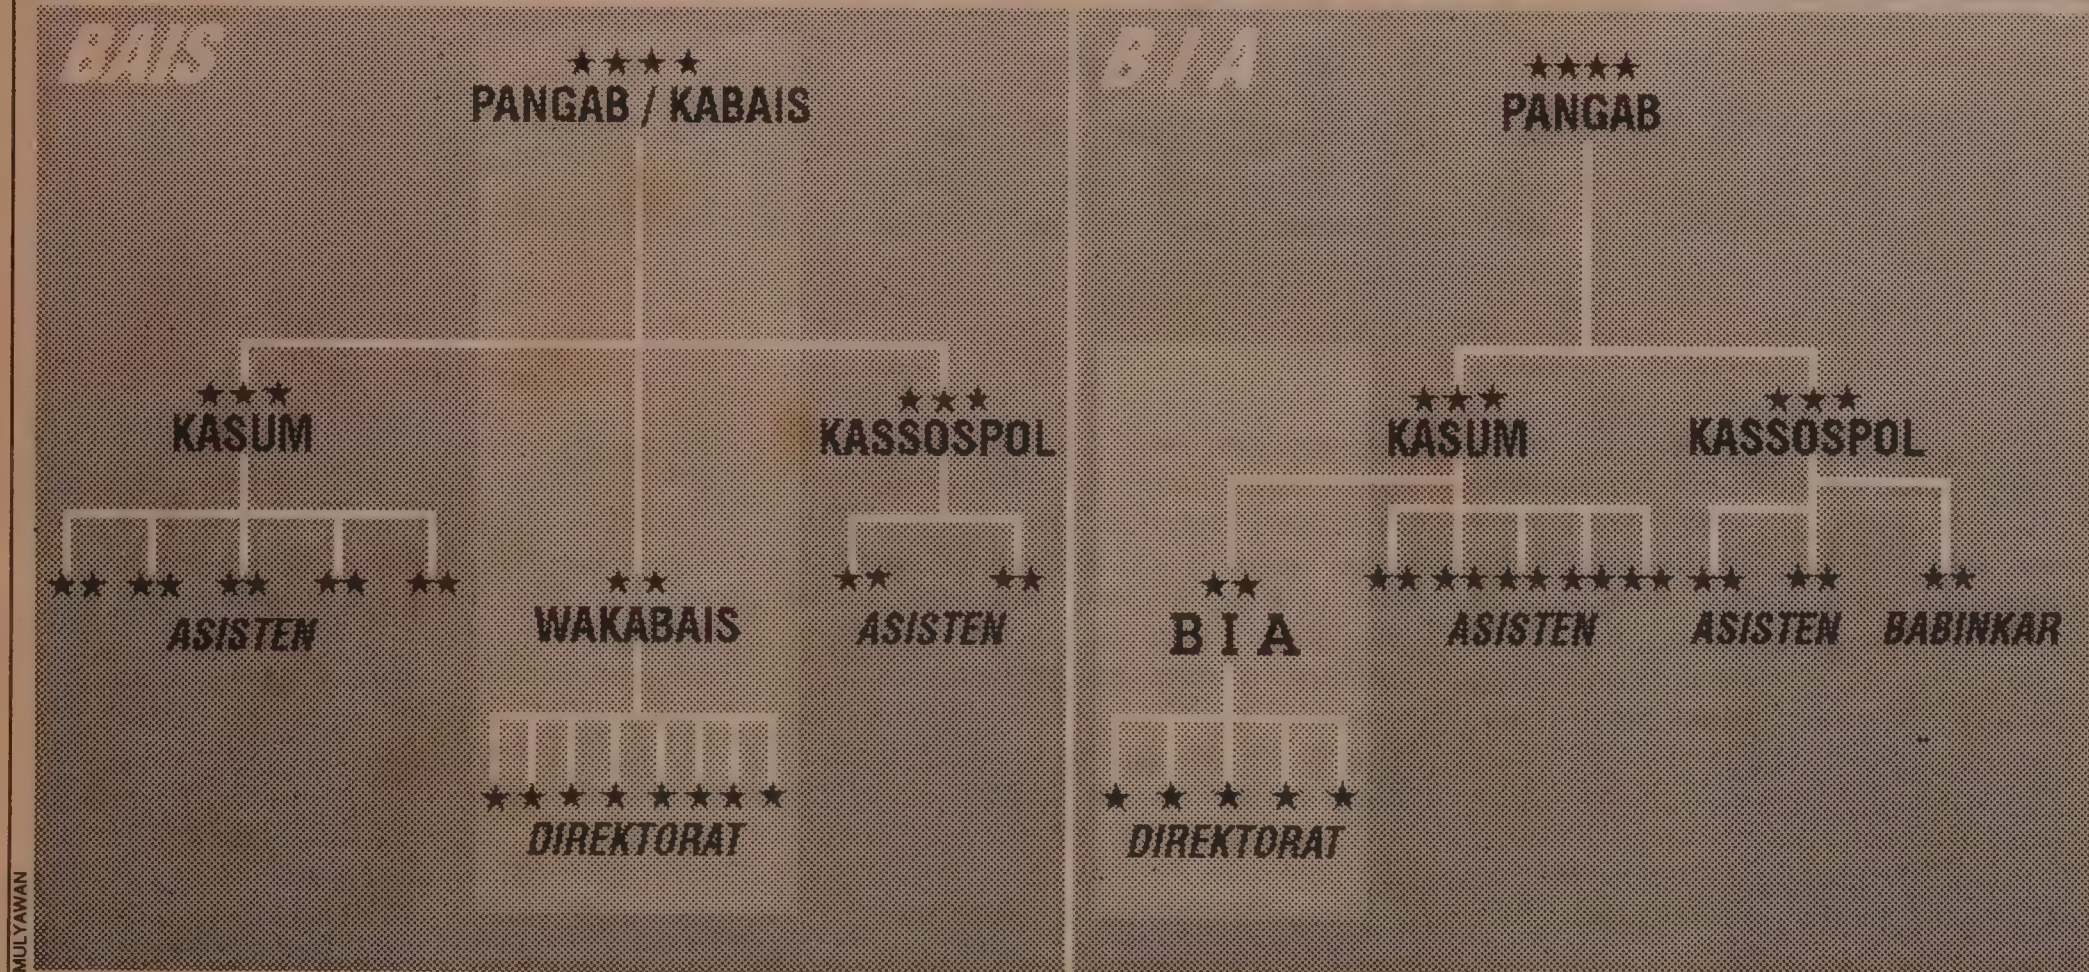 BAIS
★★★★
PANGAB / KABAIS
★★★
KASUM
★★★
KASSOSPOL
★★ ★★ ★★ ★★ ★★
ASISTEN
★★
WAKABAIS
★★ ★★
ASISTEN
★★★★★★★★
DIREKTORAT
BIA
★★★★
PANGAB
★★★
KASUM
★★★
KASSOSPOL
★★
BIA
★★ ★★ ★★ ★★ ★★
ASISTEN
★★ ★★
ASISTEN
★★
BABINKAR
★ ★ ★ ★ ★
DIREKTORAT
MULYAWAN